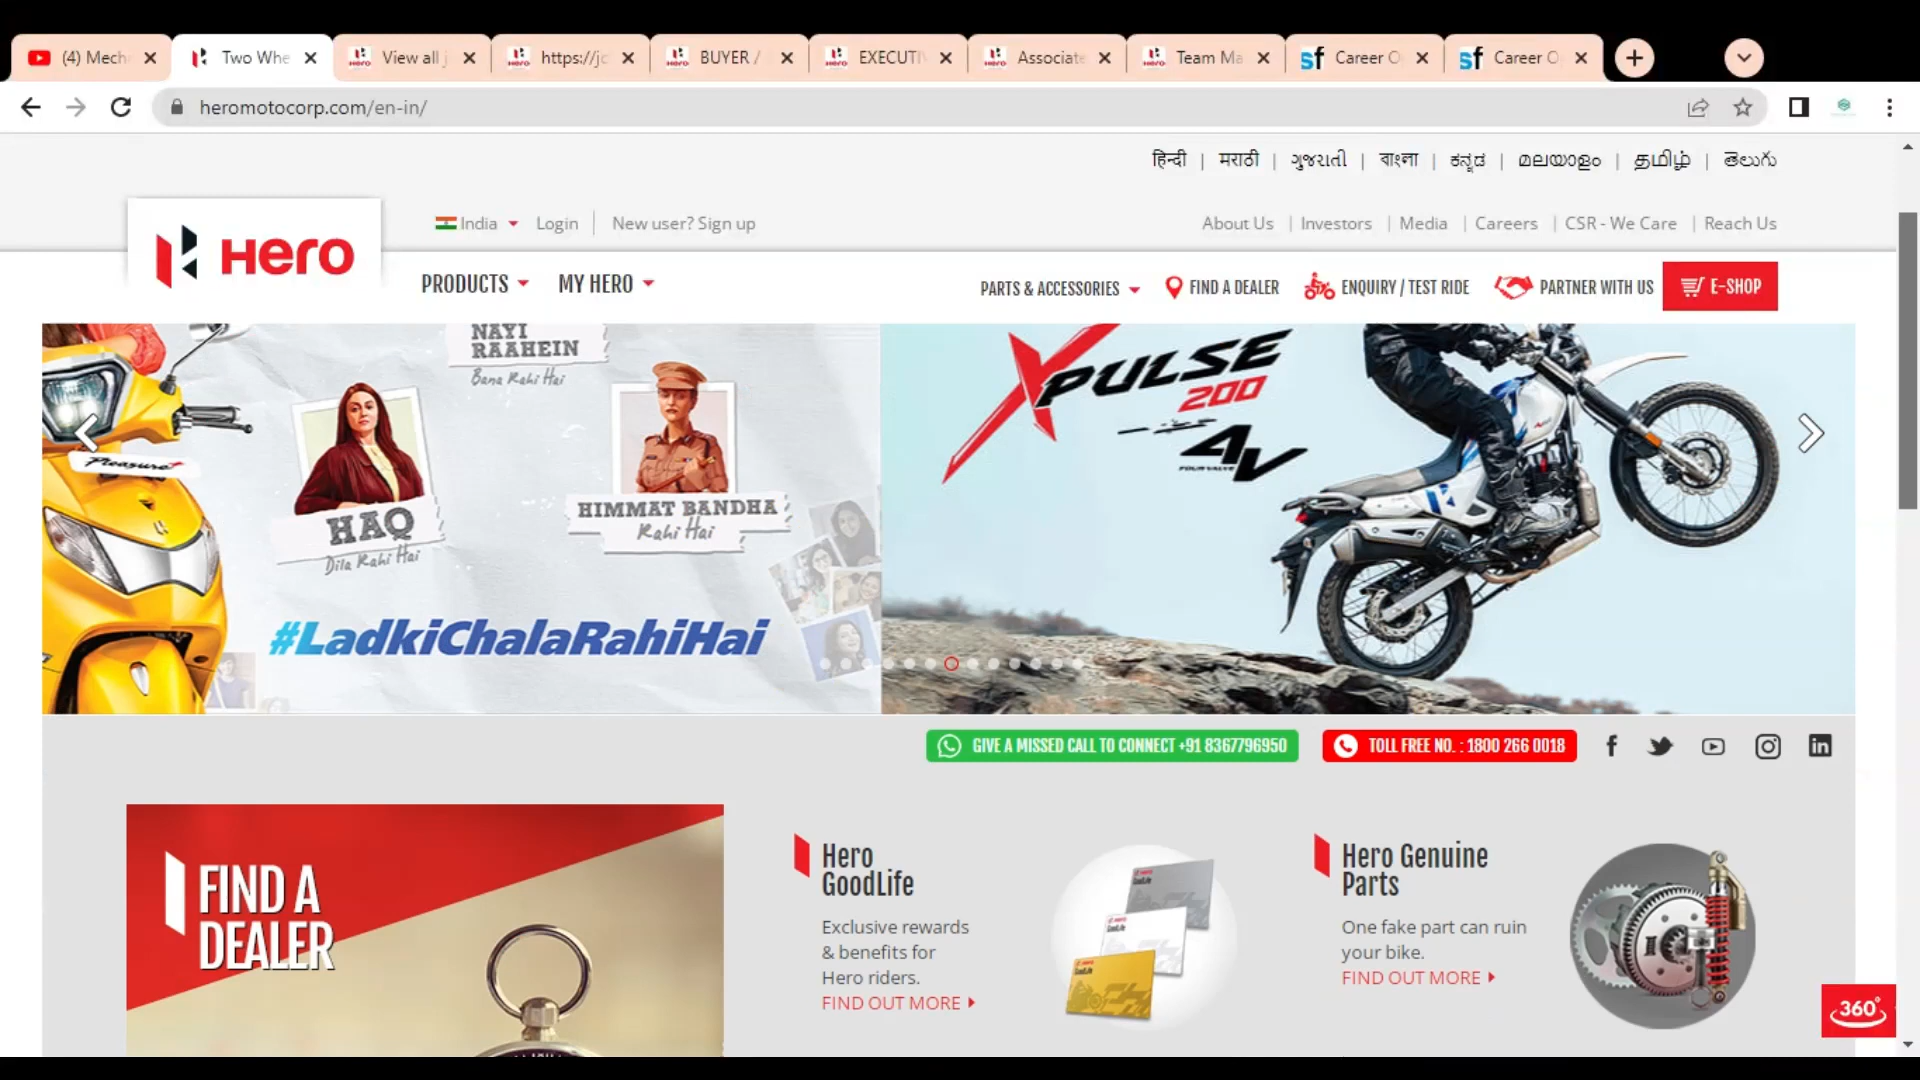 (4) Mech
Two Whe
View all j
https://jc
BUYER /
EXECUTI
Associate
Team Ma
Career O
Career O
heromotocorp.com/en-in/
हिन्दी | मराठी | ગુજરાતી | বাংলা | ಕನ್ನಡ | മലയാളം | தமிழ் | తెలుగు
India Login New user? Sign up
About Us | Investors | Media | Careers | CSR - We Care | Reach Us
Hero
PRODUCTS MY HERO
PARTS & ACCESSORIES FIND A DEALER ENQUIRY / TEST RIDE PARTNER WITH US E-SHOP
NAYI
RAAHEIN
Bana Rahi Hai
Pleasure+
HAQ
Dila Rahi Hai
HIMMAT BANDHA
Rahi Hai
#LadkiChalaRahiHai
XPULSE
200
4V
FOUR VALVE
GIVE A MISSED CALL TO CONNECT +91 8367796950
TOLL FREE NO. : 1800 266 0018
FIND A
DEALER
Hero
GoodLife
Exclusive rewards
& benefits for
Hero riders.
FIND OUT MORE
Hero Genuine
Parts
One fake part can ruin
your bike.
FIND OUT MORE
360°